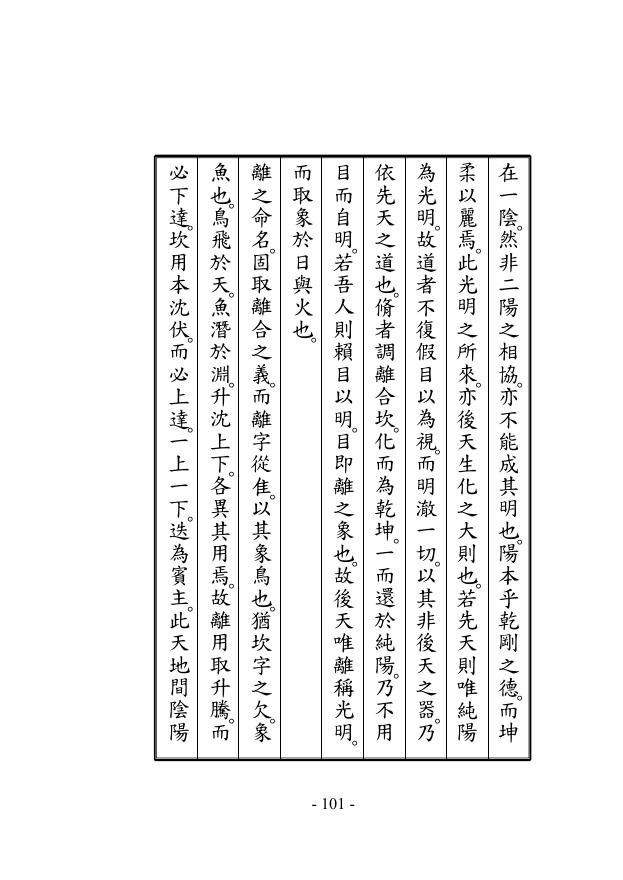 在一陰。然非二陽之相協。亦不能成其明也。陽本乎乾剛之德。而坤
柔以麗焉。此光明之所來。亦後天生化之大則也。若先天則唯純陽
為光明。故道者不復假目以為視。而明澈一切。以其非後天之器。乃
依先天之道也。脩者調離合坎。化而為乾坤。一而還於純陽。乃不用
目而自明。若吾人則賴目以明。目即離之象也。故後天唯離稱光明。
而取象於日與火也。
離之命名。固取離合之義。而離字從隹。以其象鳥也。猶坎字之欠。象
魚也。鳥飛於天。魚潛於淵。升沈上下。各異其用焉。故離用取升騰。而
必下達。坎用本沈伏。而必上達。一上一下。迭為賓主。此天地間陰陽
- 101 -